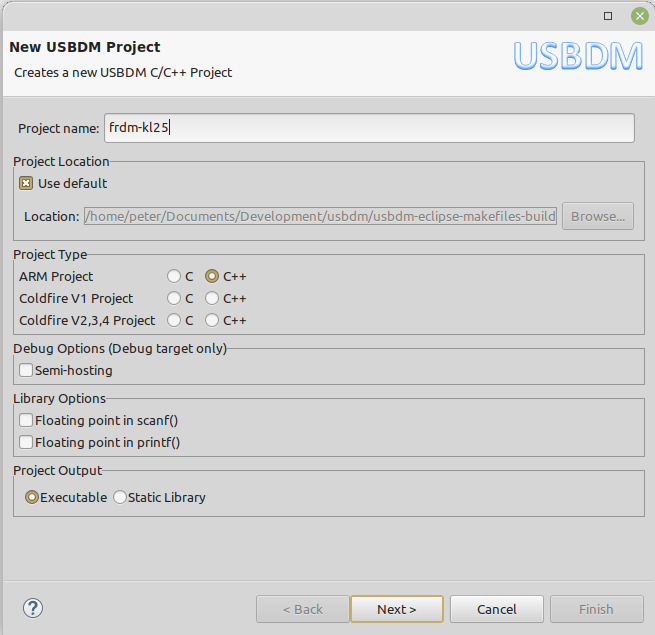 New USBDM Project
Creates a new USBDM C/C++ Project
USBDM
Project name: frdm-kl25
Project Location
Use default
Location: /home/peter/Documents/Development/usbdm/usbdm-eclipse-makefiles-build Browse...
Project Type
ARM Project C C++
Coldfire V1 Project C C++
Coldfire V2,3,4 Project C C++
Debug Options (Debug target only)
Semi-hosting
Library Options
Floating point in scanf()
Floating point in printf()
Project Output
Executable Static Library
? < Back Next > Cancel Finish